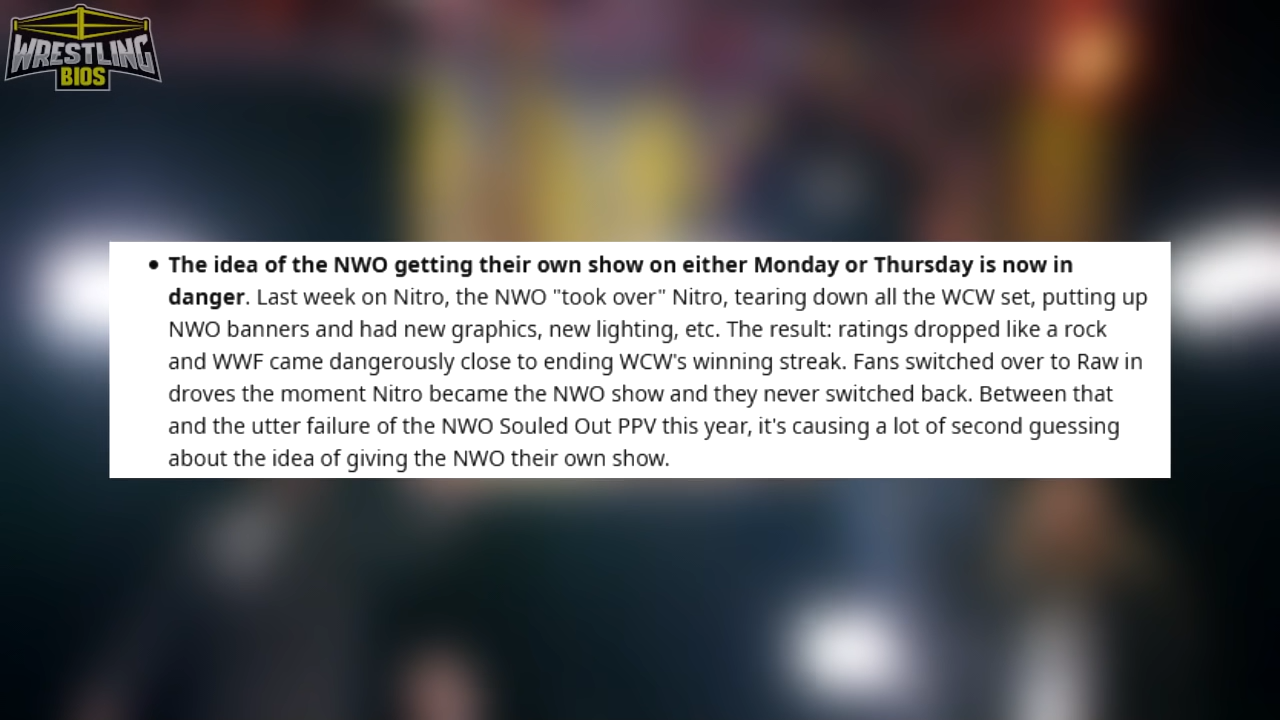 WRESTLING
BIOS
• The idea of the NWO getting their own show on either Monday or Thursday is now in
danger. Last week on Nitro, the NWO "took over" Nitro, tearing down all the WCW set, putting up
NWO banners and had new graphics, new lighting, etc. The result: ratings dropped like a rock
and WWF came dangerously close to ending WCW's winning streak. Fans switched over to Raw in
droves the moment Nitro became the NWO show and they never switched back. Between that
and the utter failure of the NWO Souled Out PPV this year, it's causing a lot of second guessing
about the idea of giving the NWO their own show.